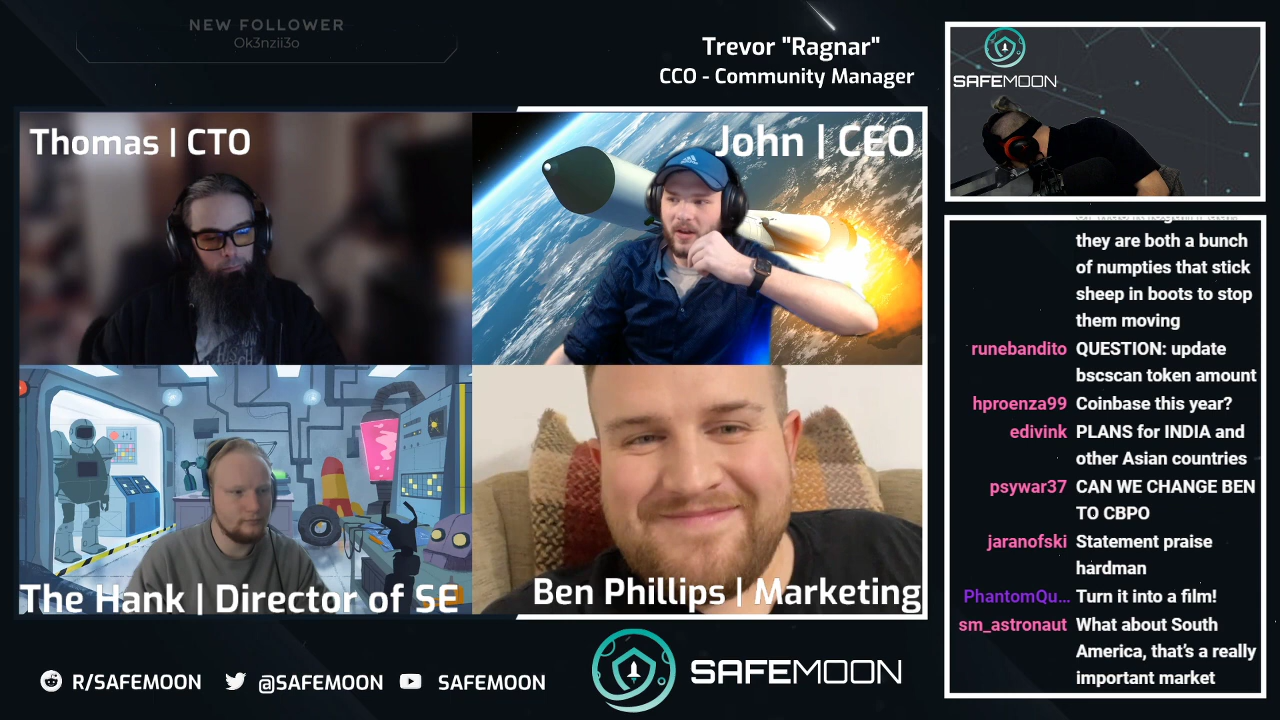 NEW FOLLOWER
Ok3nzii3o
Trevor "Ragnar"
CCO - Community Manager
Thomas | CTO
John | CEO
The Hank | Director of SE
Ben Phillips | Marketing
R/SAFEMOON
@SAFEMOON
SAFEMOON
SAFEMOON
SAFEMOON
they are both a bunch
of numpties that stick
sheep in boots to stop
them moving
runebandito QUESTION: update
bscscan token amount
hproenza99 Coinbase this year?
edivink PLANS for INDIA and
other Asian countries
psywar37 CAN WE CHANGE BEN
TO CBPO
jaranofski Statement praise
hardman
PhantomQu... Turn it into a film!
sm_astronaut What about South
America, that's a really
important market